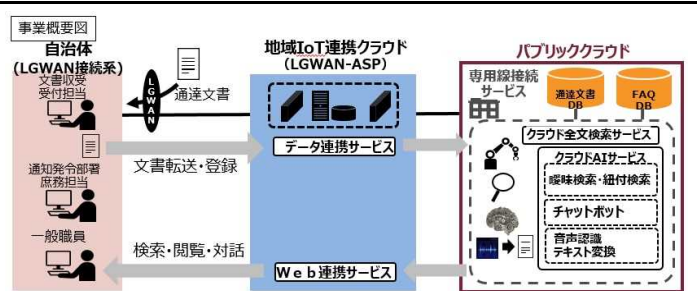 事業概要図
自治体
(LGWAN接続系)
文書収受
受付担当
LGWAN
通達文書
地域IoT連携クラウド
(LGWAN-ASP)
パブリッククラウド
専用線接続
サービス
通達文書
DB
FAQ
DB
文書転送・登録
データ連携サービス
クラウド全文検索サービス
クラウドAIサービス
曖昧検索・紐付検索
チャットボット
音声認識
テキスト変換
通知発令部署
庶務担当
一般職員
検索・閲覧・対話
Web連携サービス